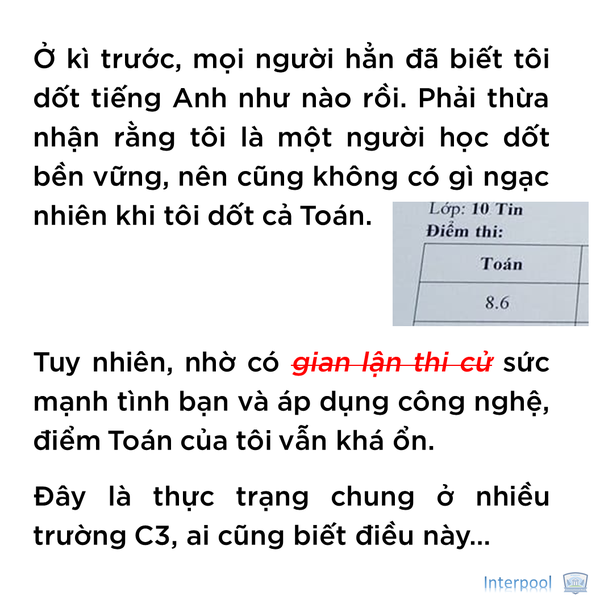 Ở kì trước, mọi người hẳn đã biết tôi
dốt tiếng Anh như nào rồi. Phải thừa
nhận rằng tôi là một người học dốt
bền vững, nên cũng không có gì ngạc
nhiên khi tôi dốt cả Toán.
Lớp: 10 Tin
Điểm thi:
Toán
8.6
Tuy nhiên, nhờ có gian lận thi cử sức
mạnh tình bạn và áp dụng công nghệ,
điểm Toán của tôi vẫn khá ổn.
Đây là thực trạng chung ở nhiều
trường C3, ai cũng biết điều này...
Interpool